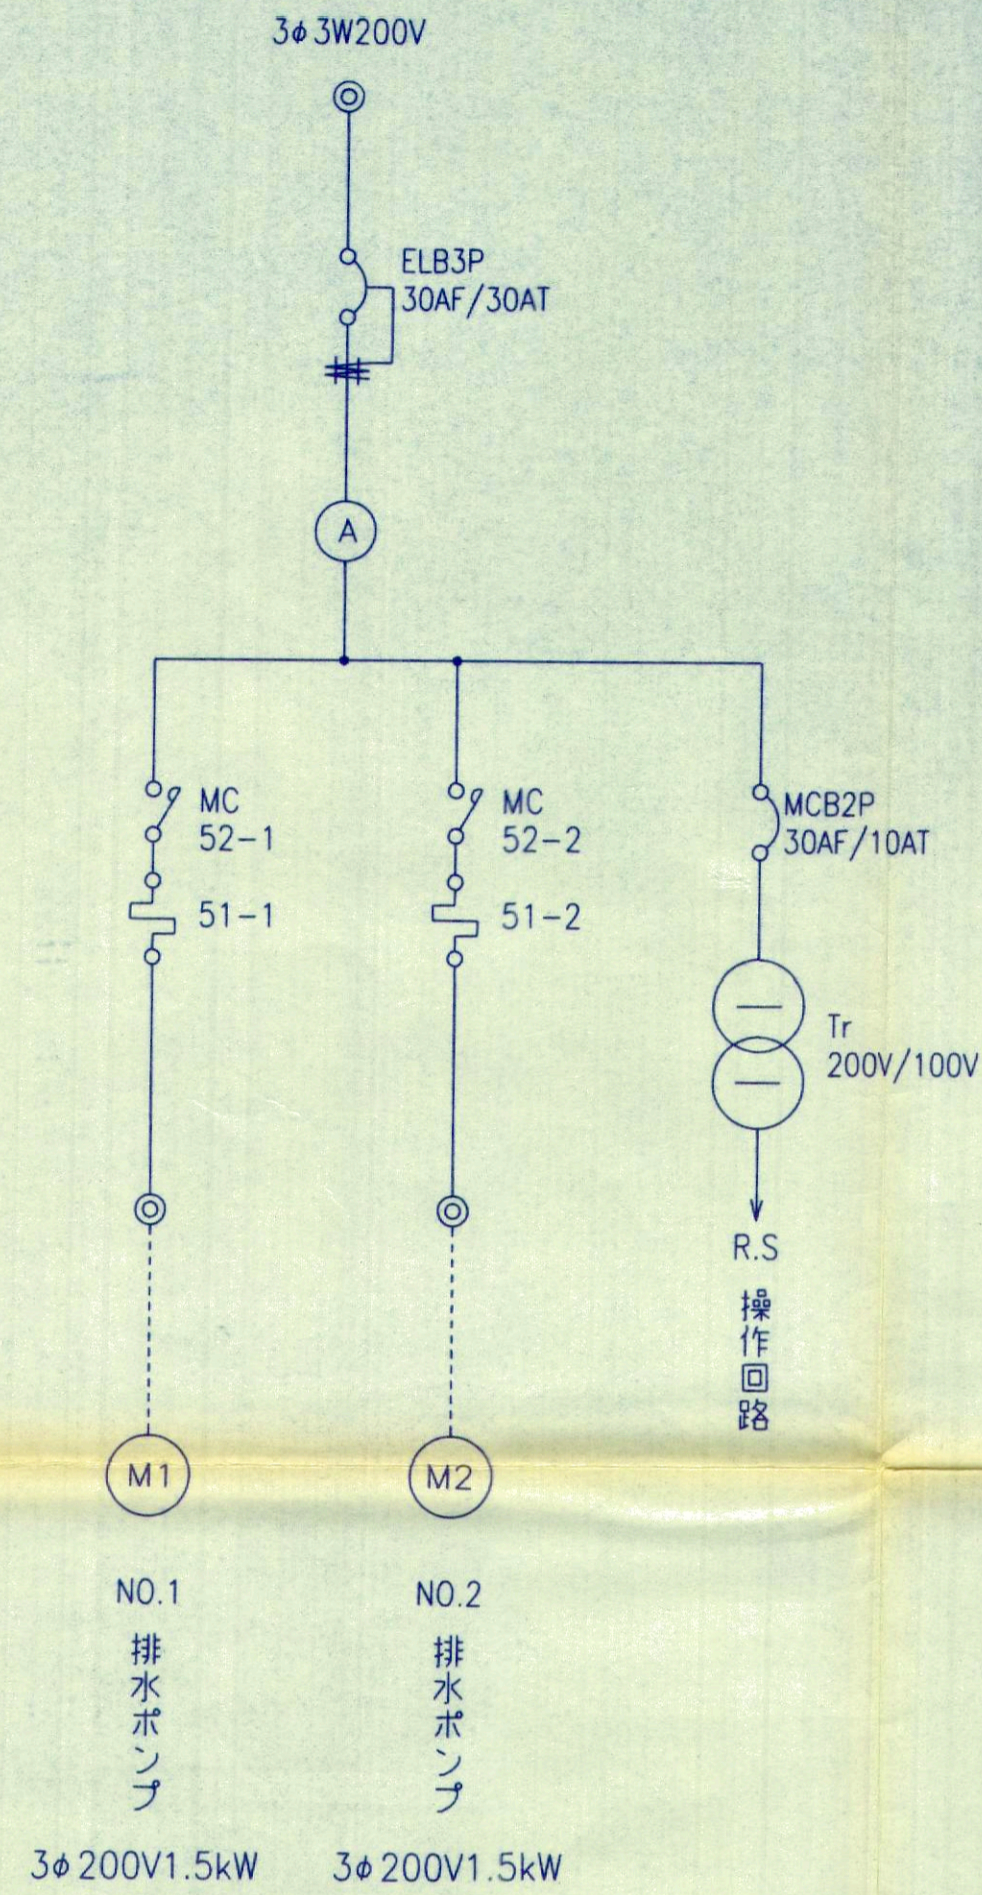 3φ3W200V
ELB3P
30AF/30AT
A
MC
52-1
51-1
MC
52-2
51-2
MCB2P
30AF/10AT
Tr
200V/100V
R.S
操作回路
M1
M2
NO.1
排水ポンプ
3φ200V1.5kW
NO.2
排水ポンプ
3φ200V1.5kW